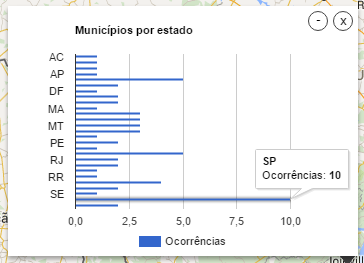 - x
Municípios por estado
AC
AP
DF
MA
MT
PE
RJ
RR
SE
SP
Ocorrências: 10
0,0 2,5 5,0 7,5 10,0
Ocorrências